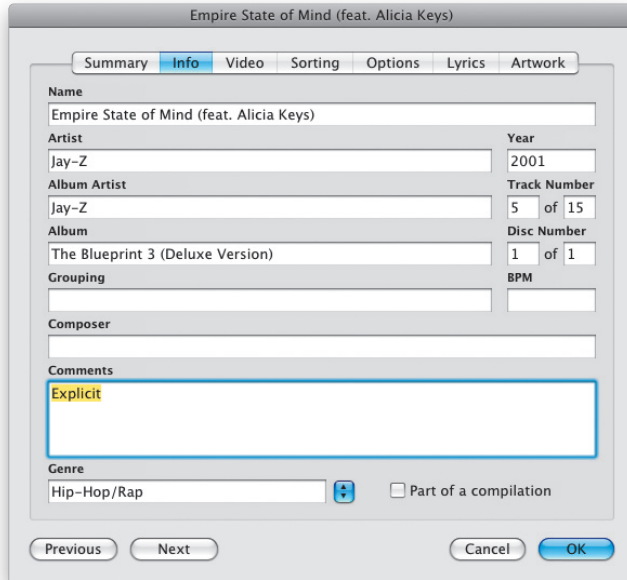 Empire State of Mind (feat. Alicia Keys)
Summary Info Video Sorting Options Lyrics Artwork
Name
Empire State of Mind (feat. Alicia Keys)
Artist Year
Jay-Z 2001
Album Artist Track Number
Jay-Z 5 of 15
Album Disc Number
The Blueprint 3 (Deluxe Version) 1 of 1
Grouping BPM
Composer
Comments
Explicit
Genre
Hip-Hop/Rap Part of a compilation
Previous Next Cancel OK